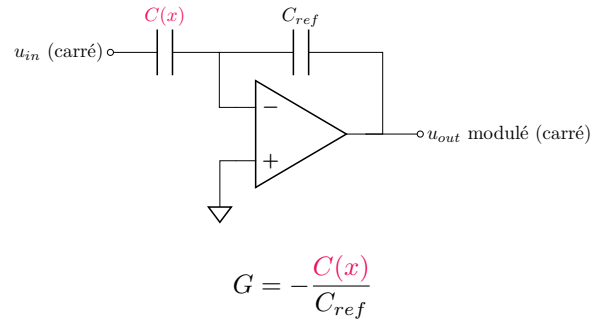 C(x)
C_ref
u_in (carré)
−
+
u_out modulé (carré)
G = −C(x)/C_ref